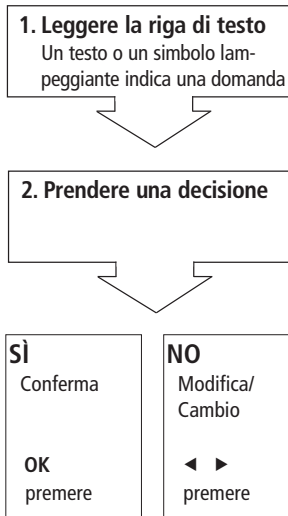 1. Leggere la riga di testo
Un testo o un simbolo lam-
peggiante indica una domanda
2. Prendere una decisione
SÌ
Conferma
OK
premere
NO
Modifica/
Cambio
◄ ►
premere